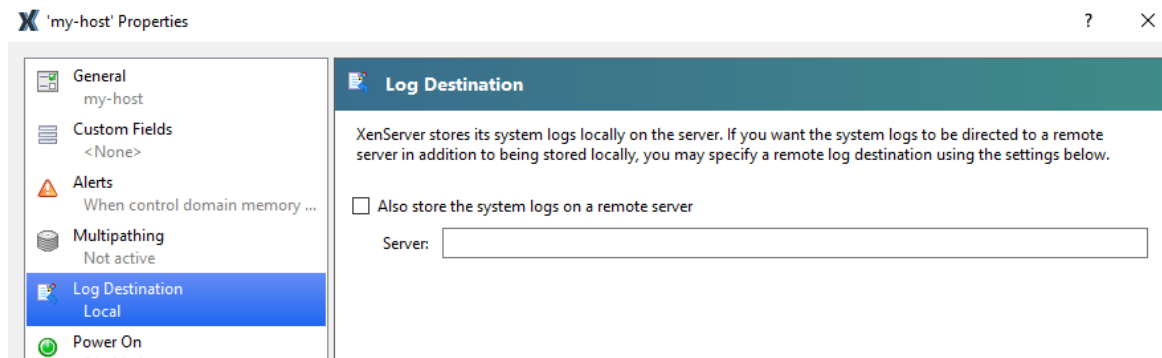 'my-host' Properties
?
General
my-host
Custom Fields
<None>
Alerts
When control domain memory ...
Multipathing
Not active
Log Destination
Local
Power On
Log Destination
XenServer stores its system logs locally on the server. If you want the system logs to be directed to a remote
server in addition to being stored locally, you may specify a remote log destination using the settings below.
Also store the system logs on a remote server
Server: